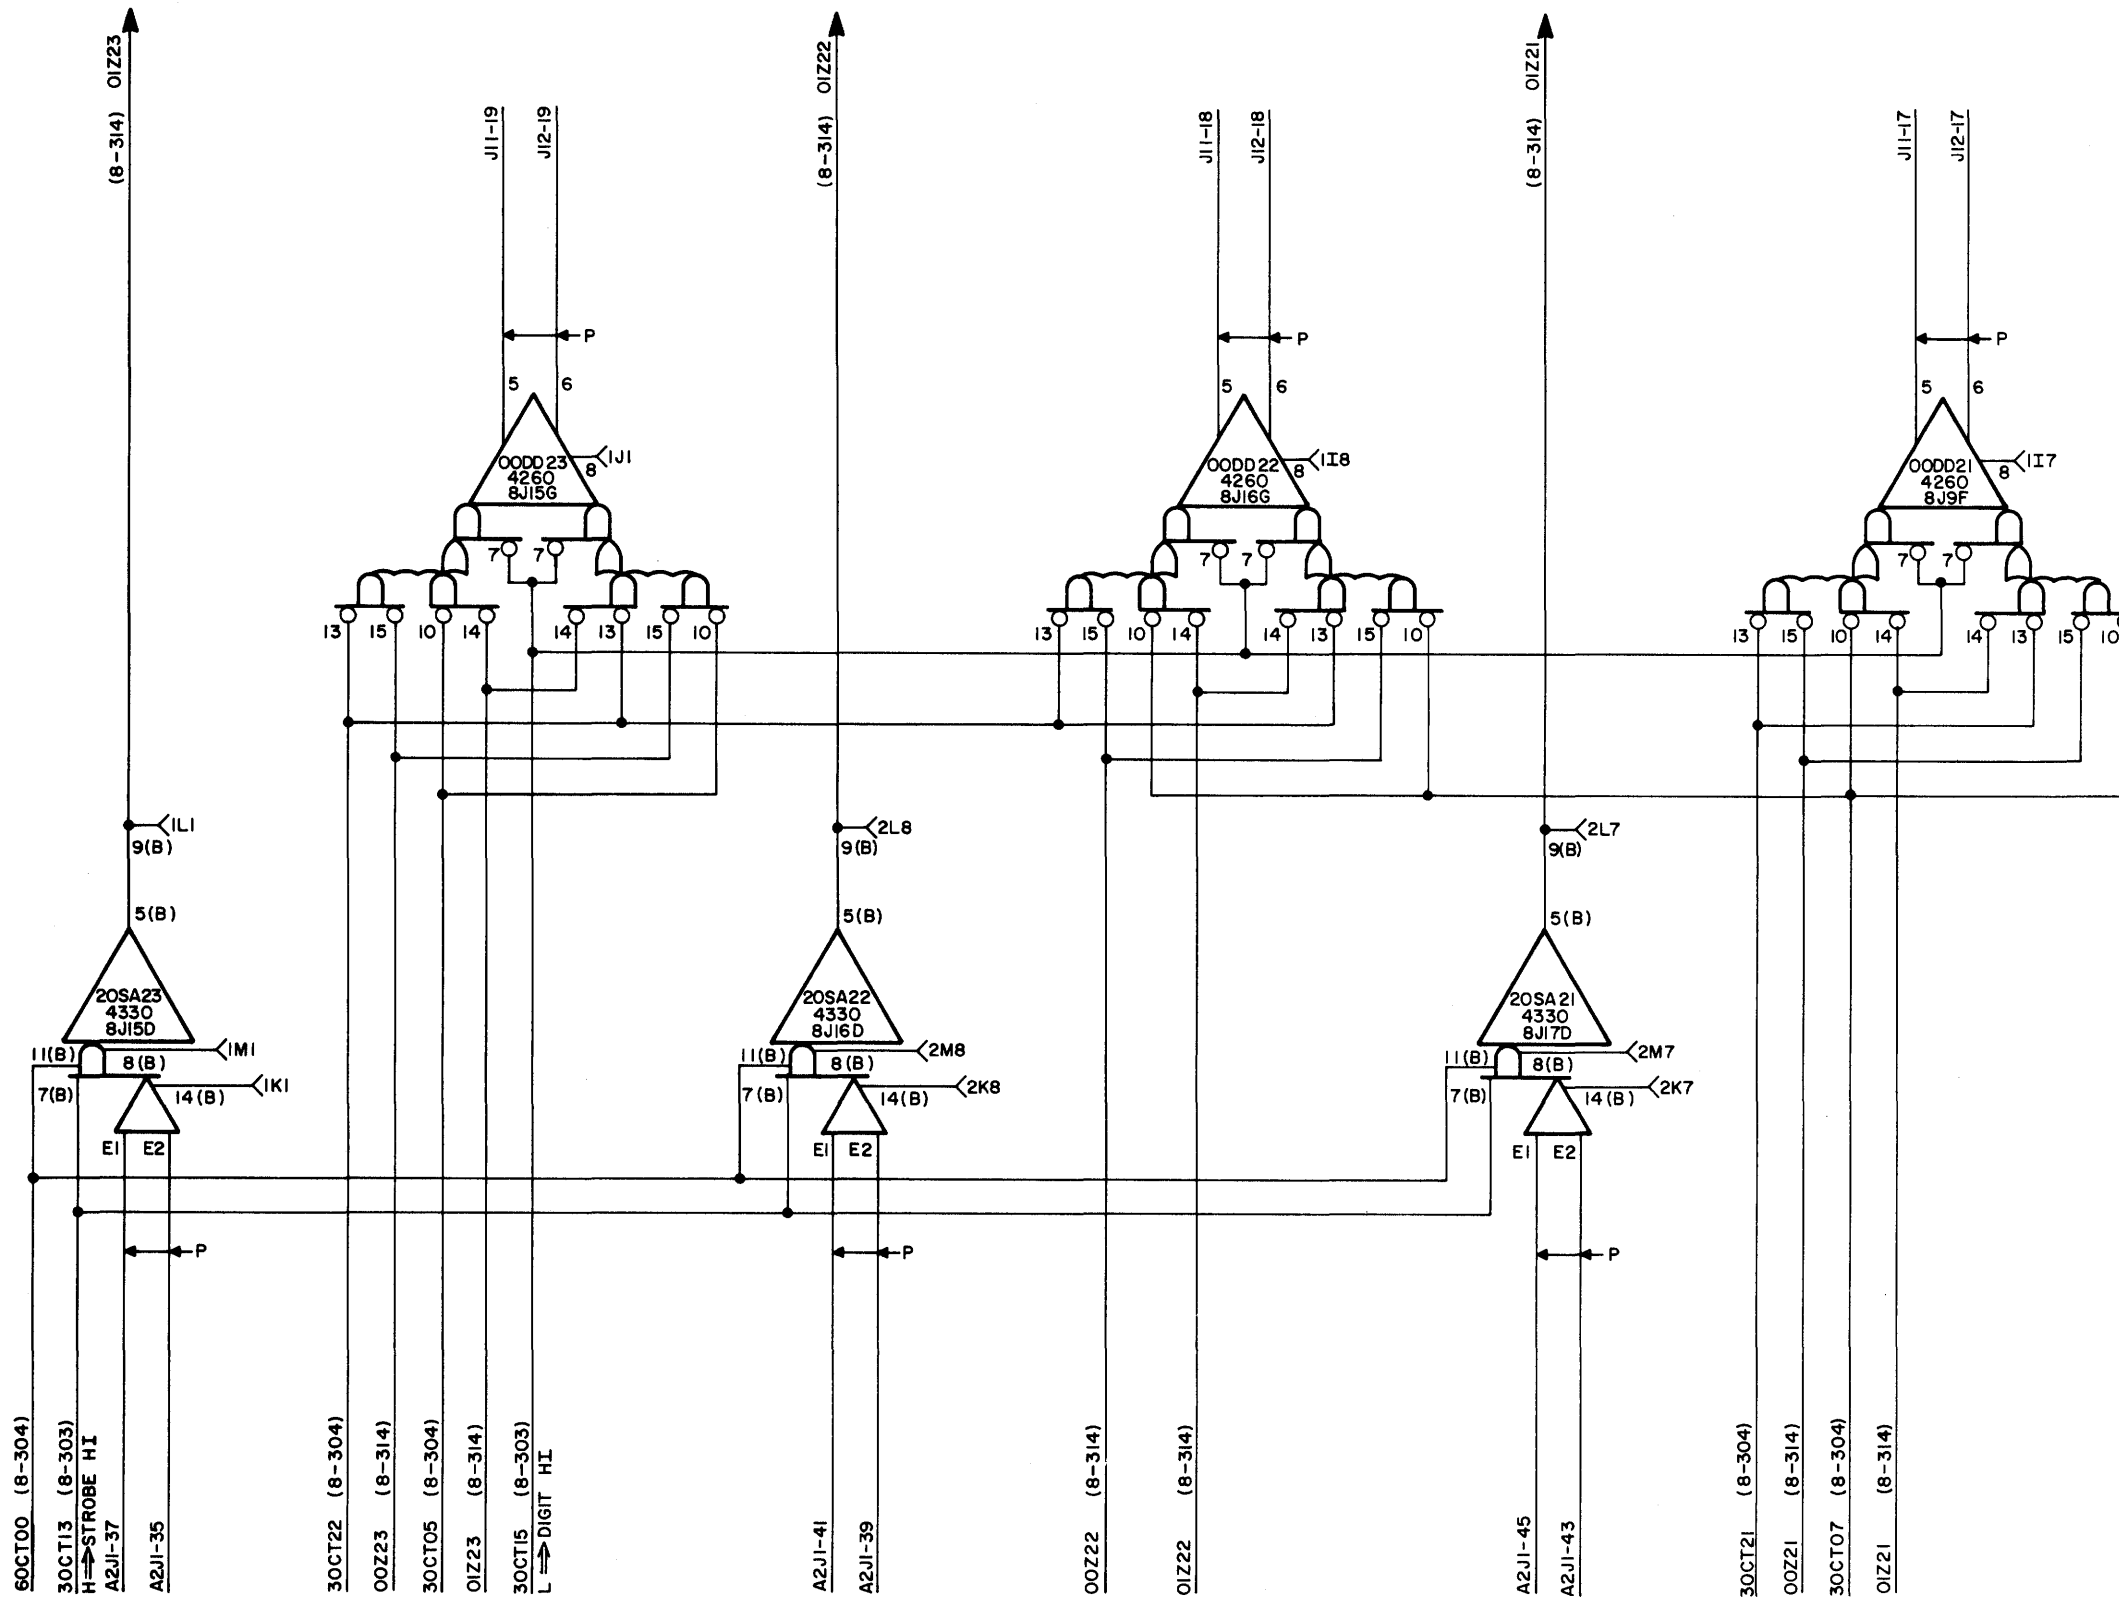 (8-314) 01Z23
J11-19
J12-19
(8-314) 01Z22
J11-18
J12-18
(8-314) 01Z21
J11-17
J12-17
P
P
P
5 6
5 6
5 6
00DD23
4260
8J15G
8
1J1
00DD22
4260
8J16G
8
1I8
00DD21
4260
8J9F
8
1I7
7 7
7 7
7 7
13 15 10 14 14 13 15 10
13 15 10 14 14 13 15 10
13 15 10 14 14 13 15 10
1L1
9(B)
2L8
9(B)
2L7
9(B)
5(B)
5(B)
5(B)
20SA23
4330
8J15D
20SA22
4330
8J16D
20SA21
4330
8J17D
11(B) 8(B) 1M1
7(B) 14(B) 1K1
E1 E2
11(B) 8(B) 2M8
7(B) 14(B) 2K8
E1 E2
11(B) 8(B) 2M7
7(B) 14(B) 2K7
E1 E2
P
P
P
60CT00 (8-304)
30CT13 (8-303)
H⟹STROBE HI
A2J1-37
A2J1-35
30CT22 (8-304)
00Z23 (8-314)
30CT05 (8-304)
01Z23 (8-314)
30CT15 (8-303)
L⟹DIGIT HI
A2J1-41
A2J1-39
00Z22 (8-314)
01Z22 (8-314)
A2J1-45
A2J1-43
30CT21 (8-304)
00Z21 (8-314)
30CT07 (8-304)
01Z21 (8-314)